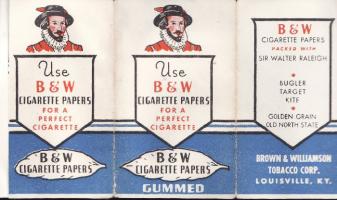 Use
B & W
CIGARETTE PAPERS
FOR A
PERFECT
CIGARETTE
B & W
CIGARETTE PAPERS
Use
B & W
CIGARETTE PAPERS
FOR A
PERFECT
CIGARETTE
B & W
CIGARETTE PAPERS
GUMMED
B & W
CIGARETTE PAPERS
PACKED WITH
SIR WALTER RALEIGH
BUGLER
TARGET
KITE
GOLDEN GRAIN
OLD NORTH STATE
BROWN & WILLIAMSON
TOBACCO CORP.
LOUISVILLE, KY.